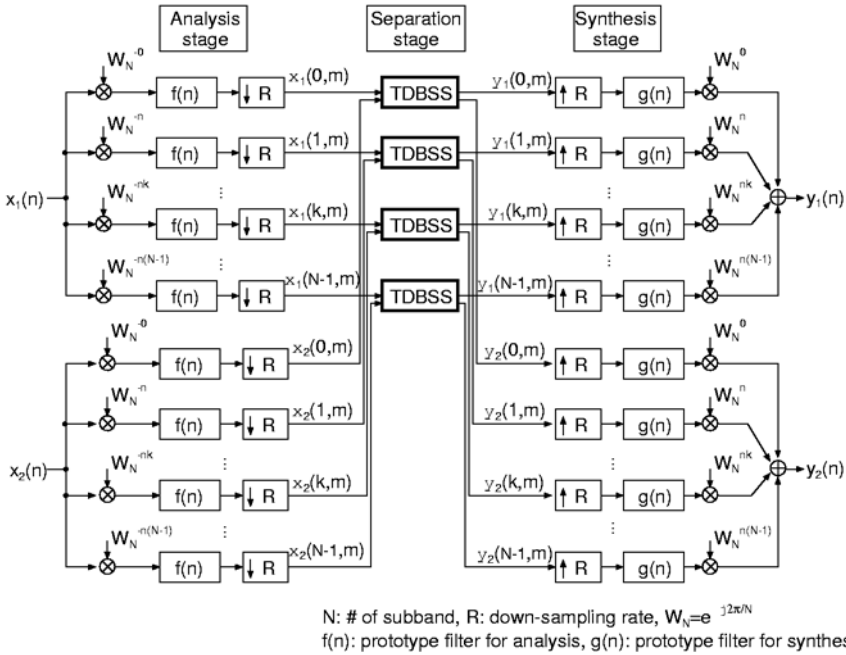 Analysis stage
Separation stage
Synthesis stage
W_N^-0
f(n)
↓ R
x₁(0,m)
TDBSS
y₁(0,m)
↑ R
g(n)
W_N^0
W_N^-n
f(n)
↓ R
x₁(1,m)
TDBSS
y₁(1,m)
↑ R
g(n)
W_N^n
x₁(n)
W_N^-nk
f(n)
↓ R
x₁(k,m)
TDBSS
y₁(k,m)
↑ R
g(n)
W_N^nk
y₁(n)
W_N^-n(N-1)
f(n)
↓ R
x₁(N-1,m)
TDBSS
y₁(N-1,m)
↑ R
g(n)
W_N^n(N-1)
W_N^-0
f(n)
↓ R
x₂(0,m)
y₂(0,m)
↑ R
g(n)
W_N^0
W_N^-n
f(n)
↓ R
x₂(1,m)
y₂(1,m)
↑ R
g(n)
W_N^n
x₂(n)
W_N^-nk
f(n)
↓ R
x₂(k,m)
y₂(k,m)
↑ R
g(n)
W_N^nk
y₂(n)
W_N^-n(N-1)
f(n)
↓ R
x₂(N-1,m)
y₂(N-1,m)
↑ R
g(n)
W_N^n(N-1)
N: # of subband, R: down-sampling rate, W_N=e^j2π/N
f(n): prototype filter for analysis, g(n): prototype filter for synthes